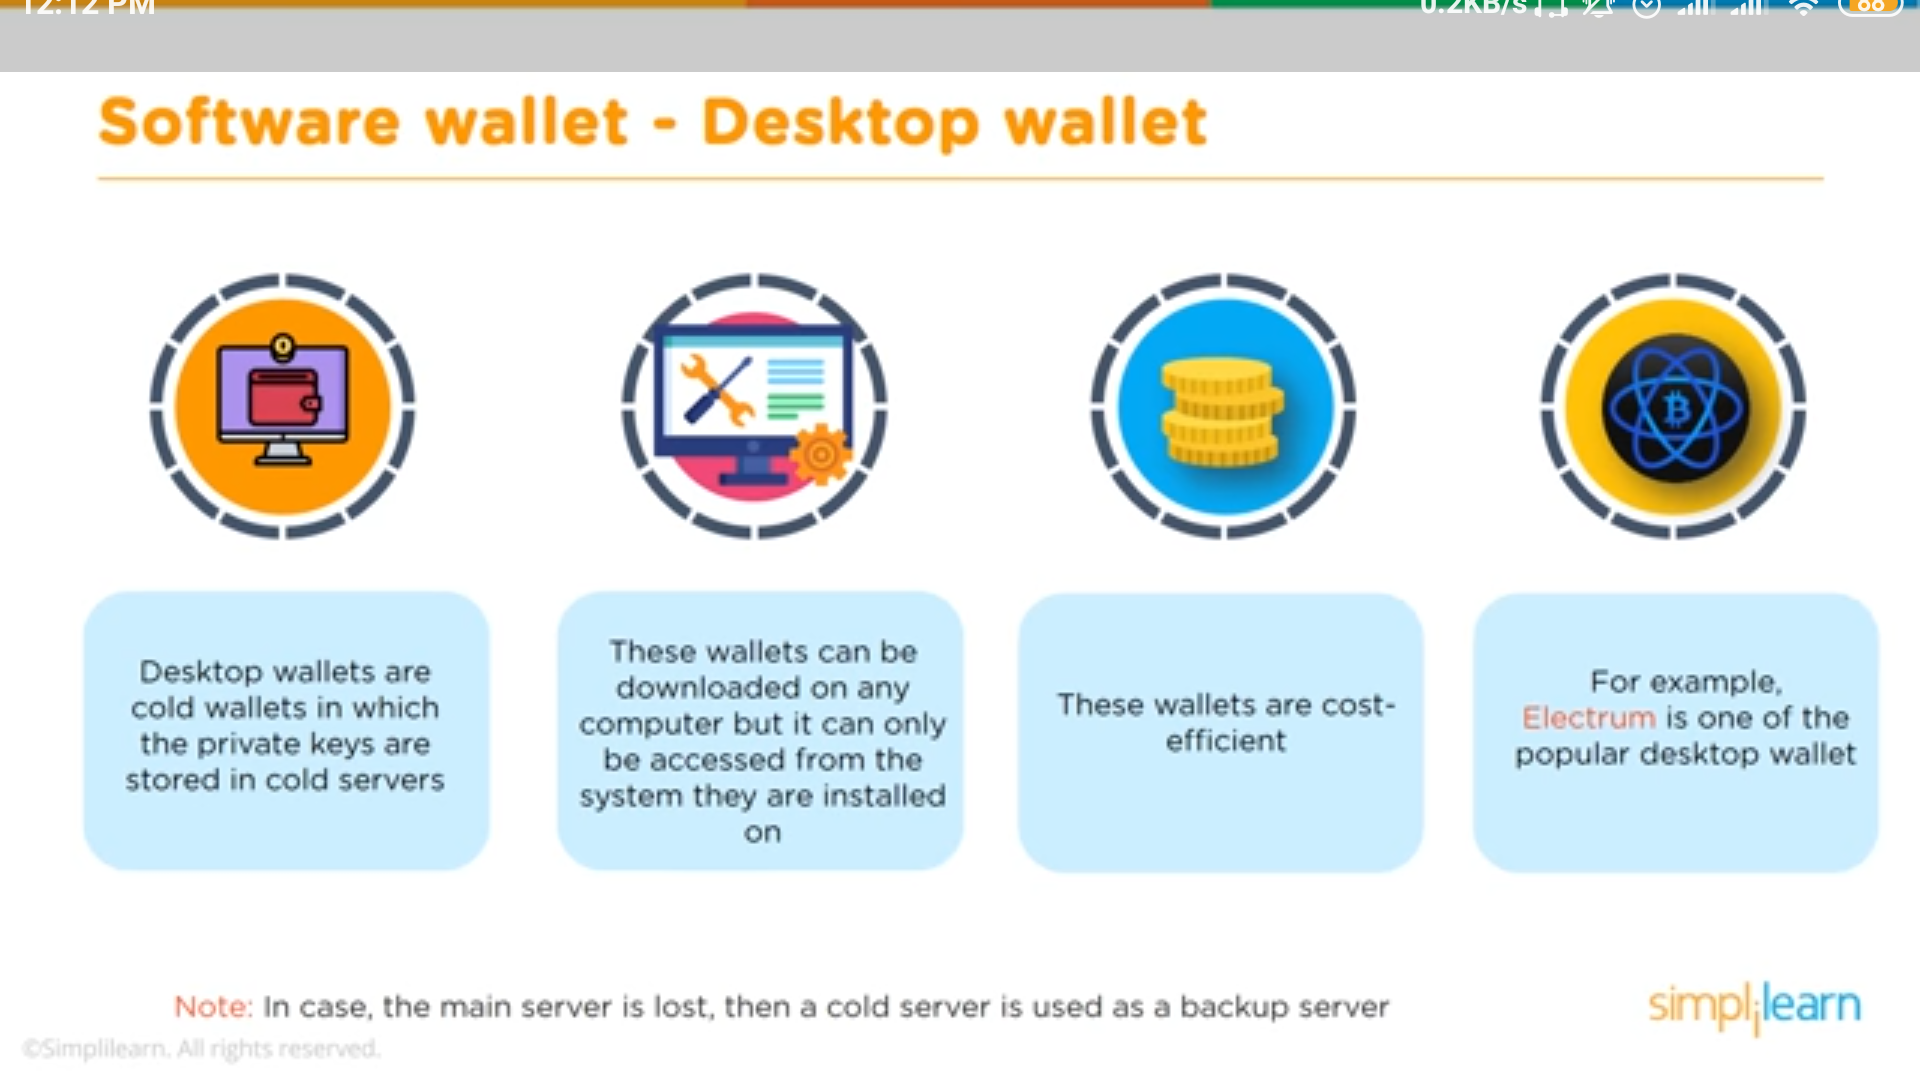 12:12 PM
0.2KB/s
66
Software wallet - Desktop wallet
Desktop wallets are
cold wallets in which
the private keys are
stored in cold servers
These wallets can be
downloaded on any
computer but it can only
be accessed from the
system they are installed
on
These wallets are cost-
efficient
For example,
Electrum is one of the
popular desktop wallet
Note: In case, the main server is lost, then a cold server is used as a backup server
simplilearn
©Simplilearn. All rights reserved.